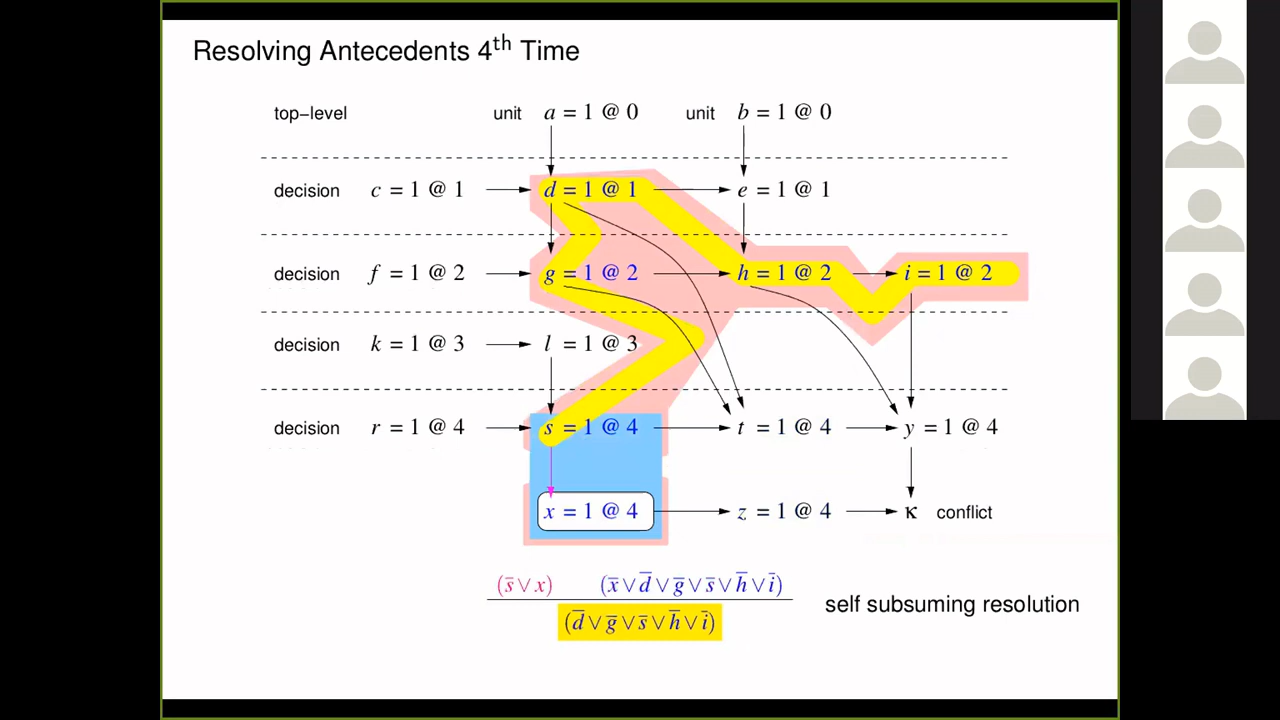 Resolving Antecedents 4th Time
top−level unit a = 1 @ 0 unit b = 1 @ 0
decision c = 1 @ 1 d = 1 @ 1 e = 1 @ 1
decision f = 1 @ 2 g = 1 @ 2 h = 1 @ 2 i = 1 @ 2
decision k = 1 @ 3 l = 1 @ 3
decision r = 1 @ 4 s = 1 @ 4 t = 1 @ 4 y = 1 @ 4
x = 1 @ 4 z = 1 @ 4 κ conflict
(s̅ ∨ x) (x̅ ∨ d̅ ∨ g̅ ∨ s̅ ∨ h̅ ∨ i̅)
(d̅ ∨ g̅ ∨ s̅ ∨ h̅ ∨ i̅) self subsuming resolution